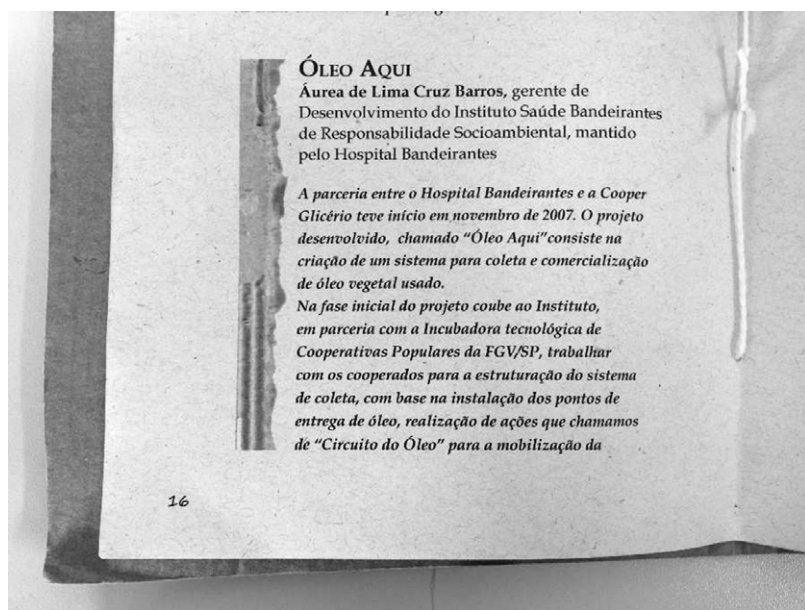 ÓLEO AQUI
Áurea de Lima Cruz Barros, gerente de
Desenvolvimento do Instituto Saúde Bandeirantes
de Responsabilidade Socioambiental, mantido
pelo Hospital Bandeirantes
A parceria entre o Hospital Bandeirantes e a Cooper
Glicério teve início em novembro de 2007. O projeto
desenvolvido, chamado “Óleo Aqui”consiste na
criação de um sistema para coleta e comercialização
de óleo vegetal usado.
Na fase inicial do projeto coube ao Instituto,
em parceria com a Incubadora tecnológica de
Cooperativas Populares da FGV/SP, trabalhar
com os cooperados para a estruturação do sistema
de coleta, com base na instalação dos pontos de
entrega de óleo, realização de ações que chamamos
de “Circuito do Óleo” para a mobilização da
16